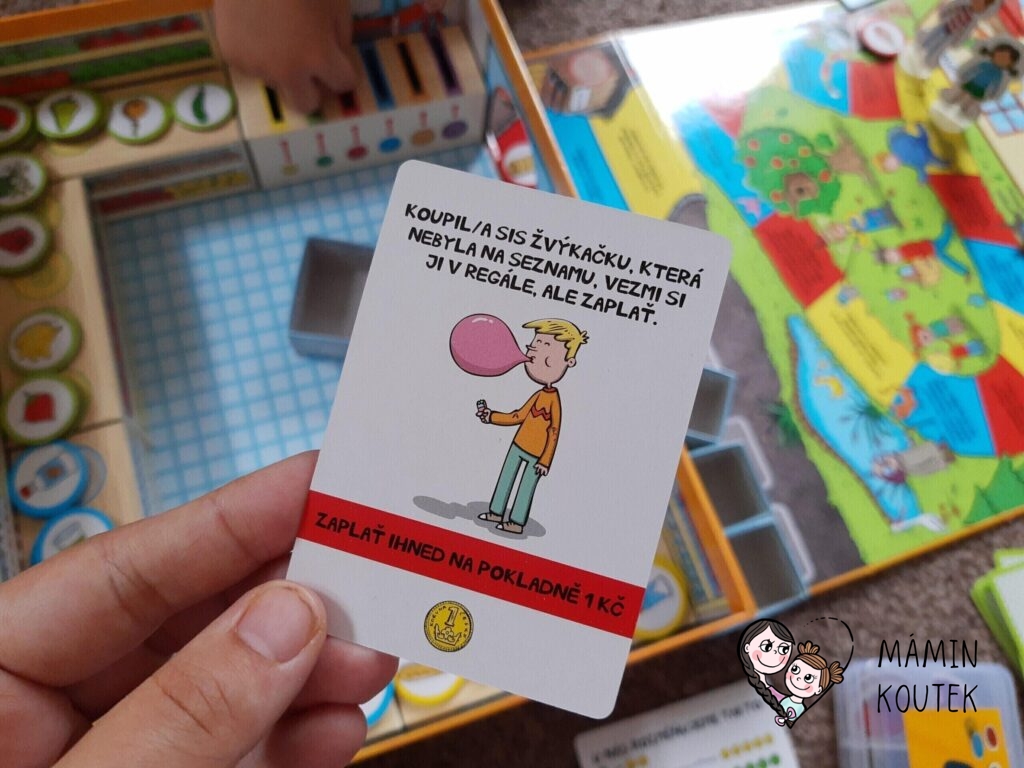 KOUPIL/A SIS ŽVÝKAČKU, KTERÁ
NEBYLA NA SEZNAMU, VEZMI SI
JI V REGÁLE, ALE ZAPLAŤ.
ZAPLAŤ IHNED NA POKLADNĚ 1 KČ
1
MÁMIN
KOUTEK